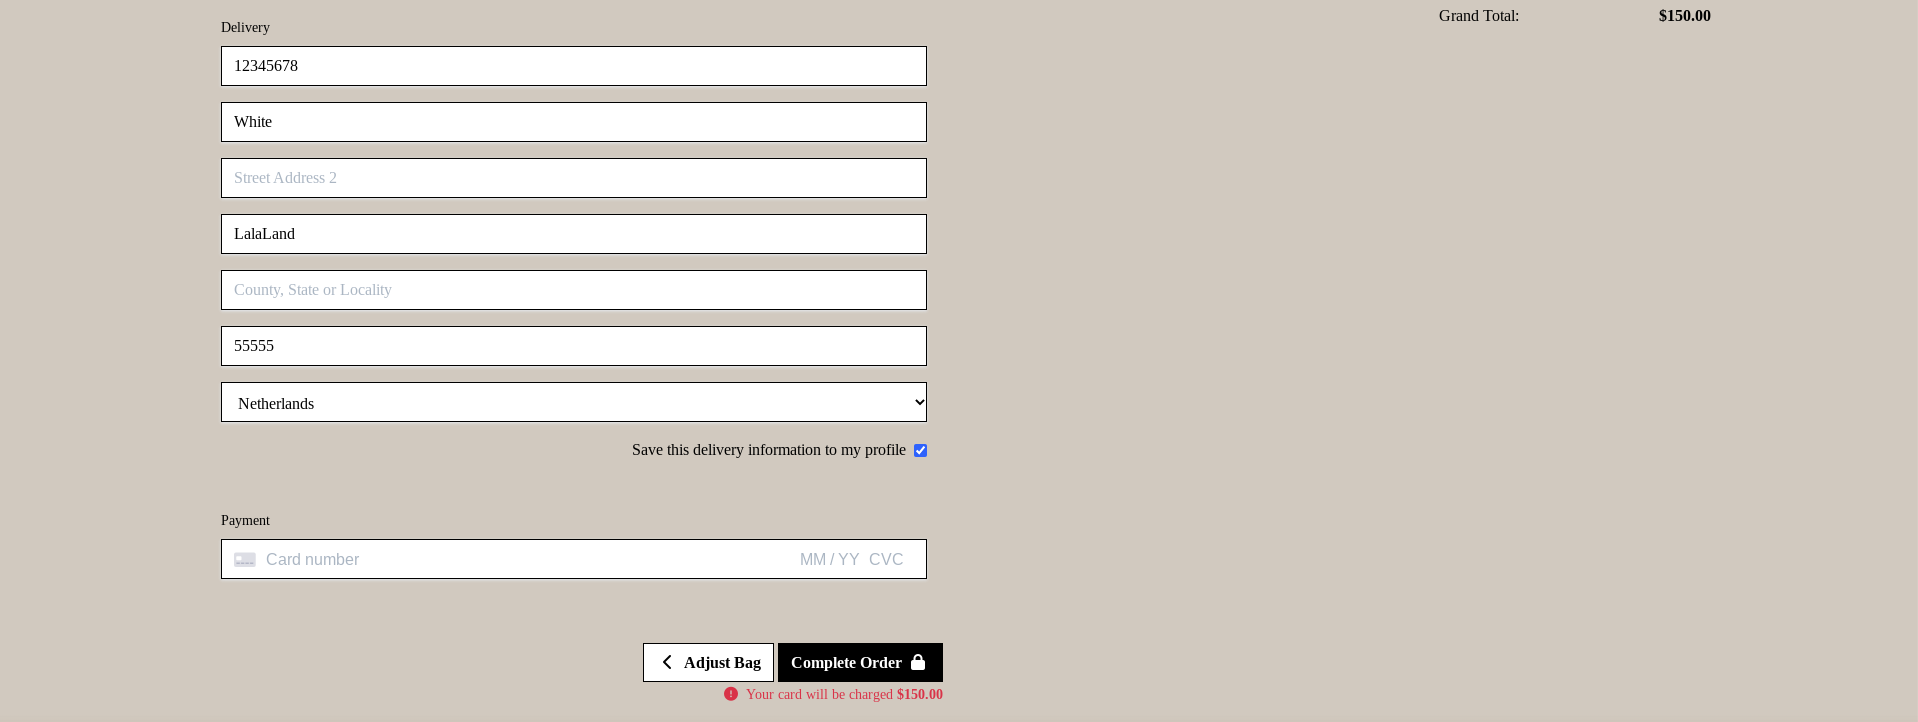 Delivery
Grand Total: $150.00
12345678
White
Street Address 2
LalaLand
County, State or Locality
55555
Netherlands
Save this delivery information to my profile
Payment
Card number MM / YY CVC
Adjust Bag Complete Order
Your card will be charged $150.00